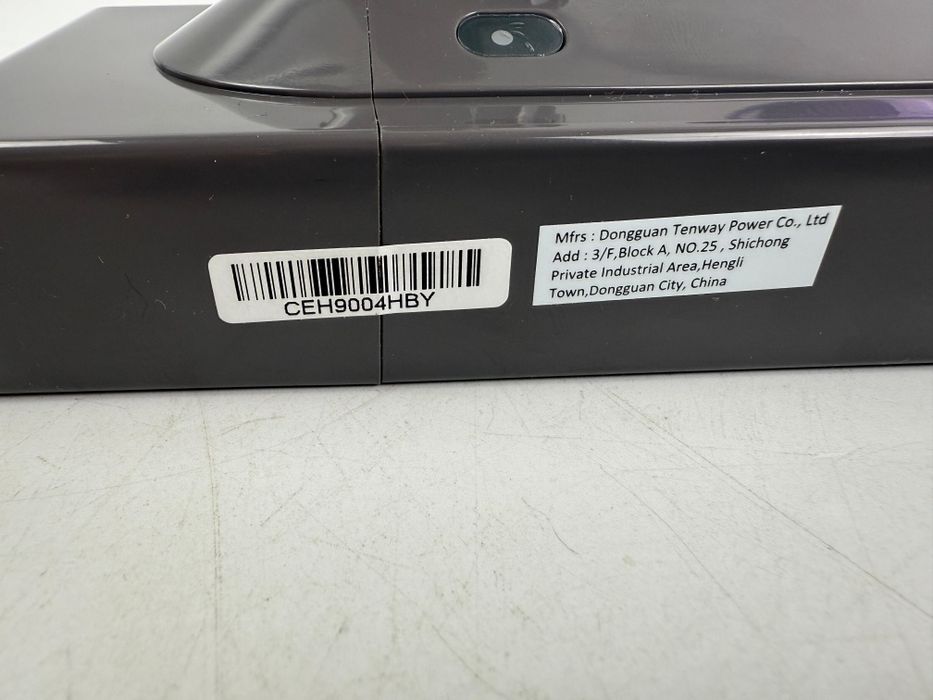 CEH9004HBY
Mfrs : Dongguan Tenway Power Co., Ltd
Add : 3/F,Block A, NO.25 , Shichong
Private Industrial Area,Hengli
Town,Dongguan City, China